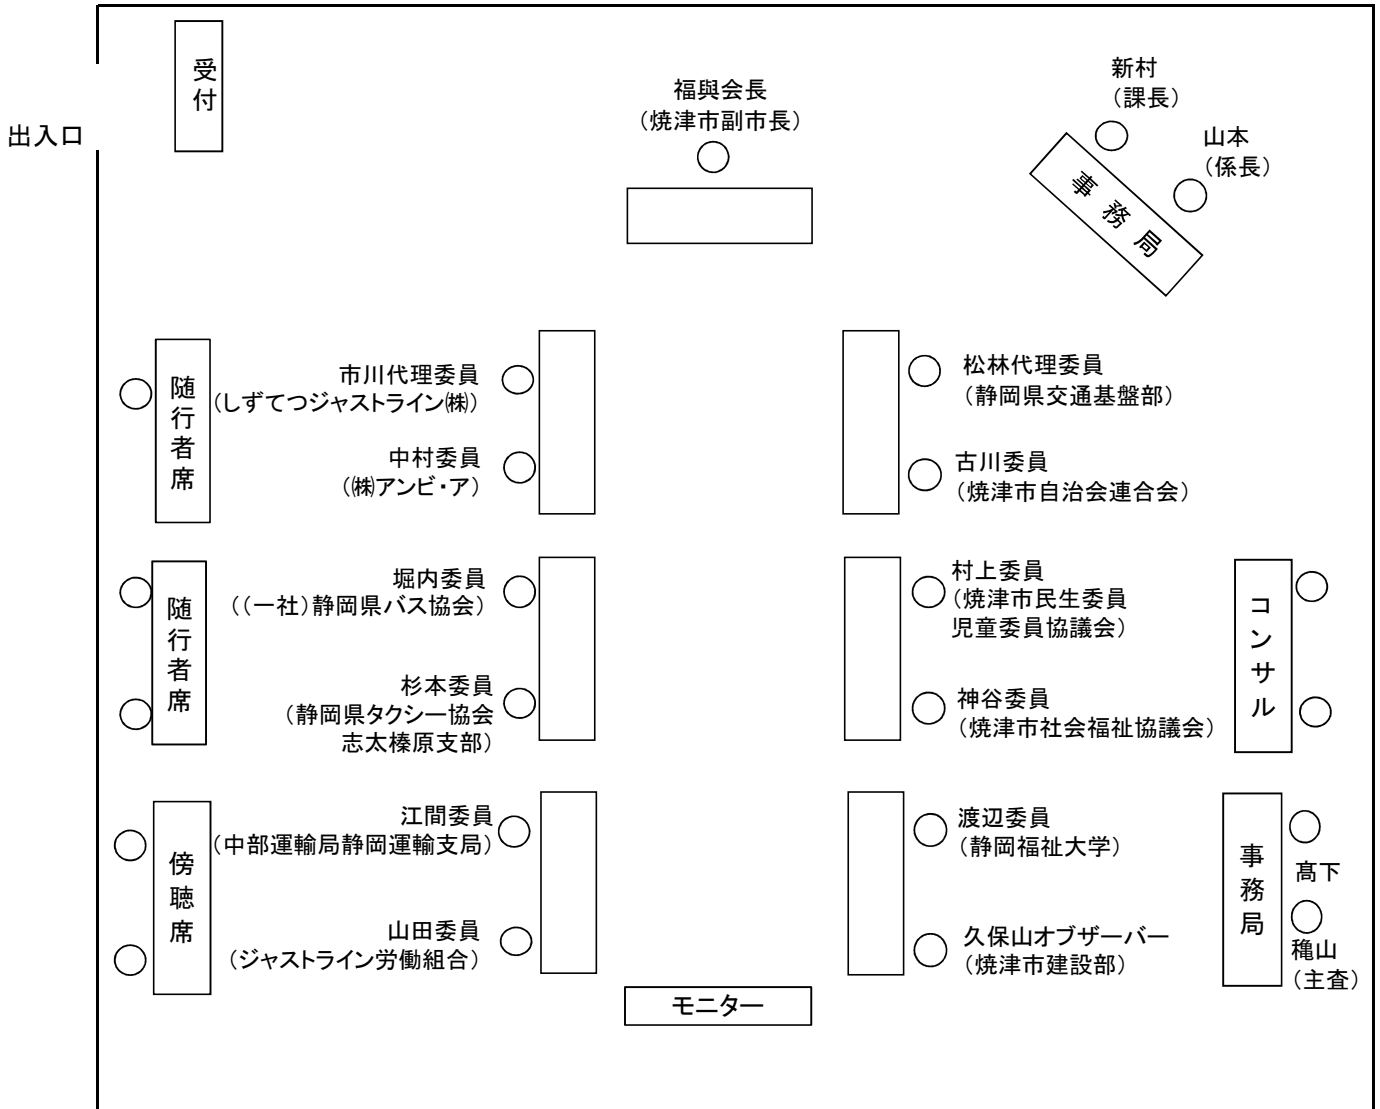 受付
出入口
福與会長
（焼津市副市長）
新村
（課長）
山本
（係長）
事務局
随行者席
市川代理委員
（しずてつジャストライン㈱）
中村委員
（㈱アンビ・ア）
松林代理委員
（静岡県交通基盤部）
古川委員
（焼津市自治会連合会）
随行者席
堀内委員
（（一社）静岡県バス協会）
杉本委員
（静岡県タクシー協会
志太榛原支部）
村上委員
（焼津市民生委員
児童委員協議会）
神谷委員
（焼津市社会福祉協議会）
コンサル
傍聴席
江間委員
（中部運輸局静岡運輸支局）
山田委員
（ジャストライン労働組合）
渡辺委員
（静岡福祉大学）
久保山オブザーバー
（焼津市建設部）
事務局
髙下
穐山
（主査）
モニター